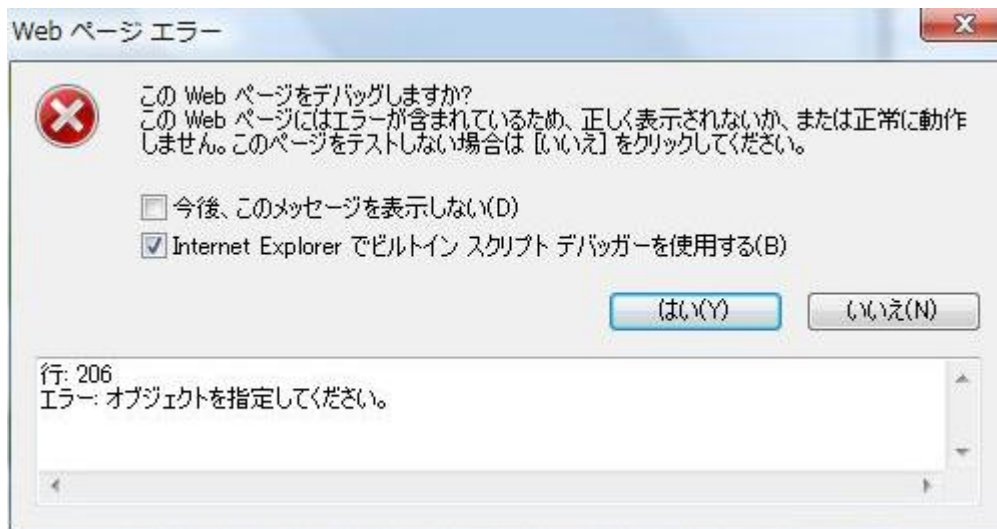 Web ページ エラー
この Web ページをデバッグしますか?
この Web ページにはエラーが含まれているため、正しく表示されないか、または正常に動作
しません。このページをテストしない場合は [いいえ] をクリックしてください。
今後、このメッセージを表示しない(D)
Internet Explorer でビルトイン スクリプト デバッガーを使用する(B)
はい(Y)
いいえ(N)
行: 206
エラー: オブジェクトを指定してください。